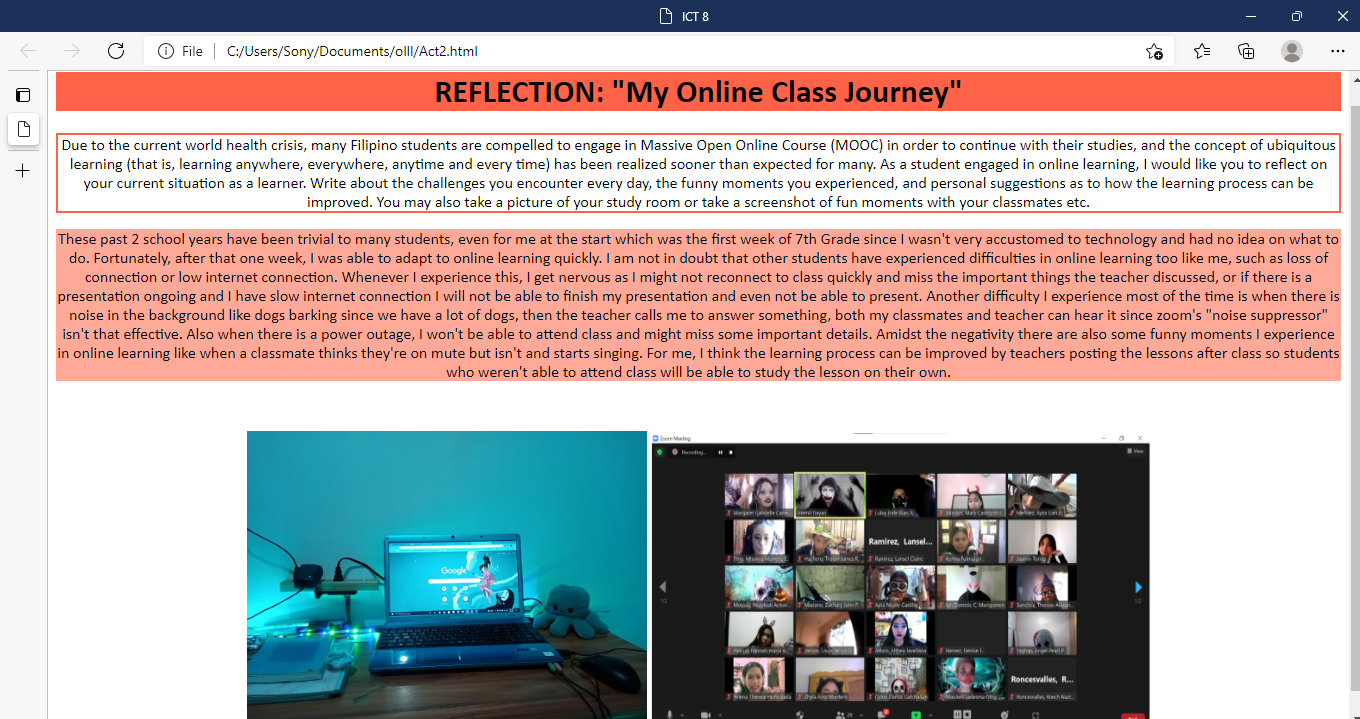 ICT 8
File
C:/Users/Sony/Documents/olll/Act2.html
REFLECTION: "My Online Class Journey"
Due to the current world health crisis, many Filipino students are compelled to engage in Massive Open Online Course (MOOC) in order to continue with their studies, and the concept of ubiquitous
learning (that is, learning anywhere, everywhere, anytime and every time) has been realized sooner than expected for many. As a student engaged in online learning, I would like you to reflect on
your current situation as a learner. Write about the challenges you encounter every day, the funny moments you experienced, and personal suggestions as to how the learning process can be
improved. You may also take a picture of your study room or take a screenshot of fun moments with your classmates etc.
These past 2 school years have been trivial to many students, even for me at the start which was the first week of 7th Grade since I wasn't very accustomed to technology and had no idea on what to
do. Fortunately, after that one week, I was able to adapt to online learning quickly. I am not in doubt that other students have experienced difficulties in online learning too like me, such as loss of
connection or low internet connection. Whenever I experience this, I get nervous as I might not reconnect to class quickly and miss the important things the teacher discussed, or if there is a
presentation ongoing and I have slow internet connection I will not be able to finish my presentation and even not be able to present. Another difficulty I experience most of the time is when there is
noise in the background like dogs barking since we have a lot of dogs, then the teacher calls me to answer something, both my classmates and teacher can hear it since zoom's "noise suppressor"
isn't that effective. Also when there is a power outage, I won't be able to attend class and might miss some important details. Amidst the negativity there are also some funny moments I experience
in online learning like when a classmate thinks they're on mute but isn't and starts singing. For me, I think the learning process can be improved by teachers posting the lessons after class so students
who weren't able to attend class will be able to study the lesson on their own.
Google
Zoom Meeting
Recording...
View
Ramirez, Lansel...
Roncesvalles, R...